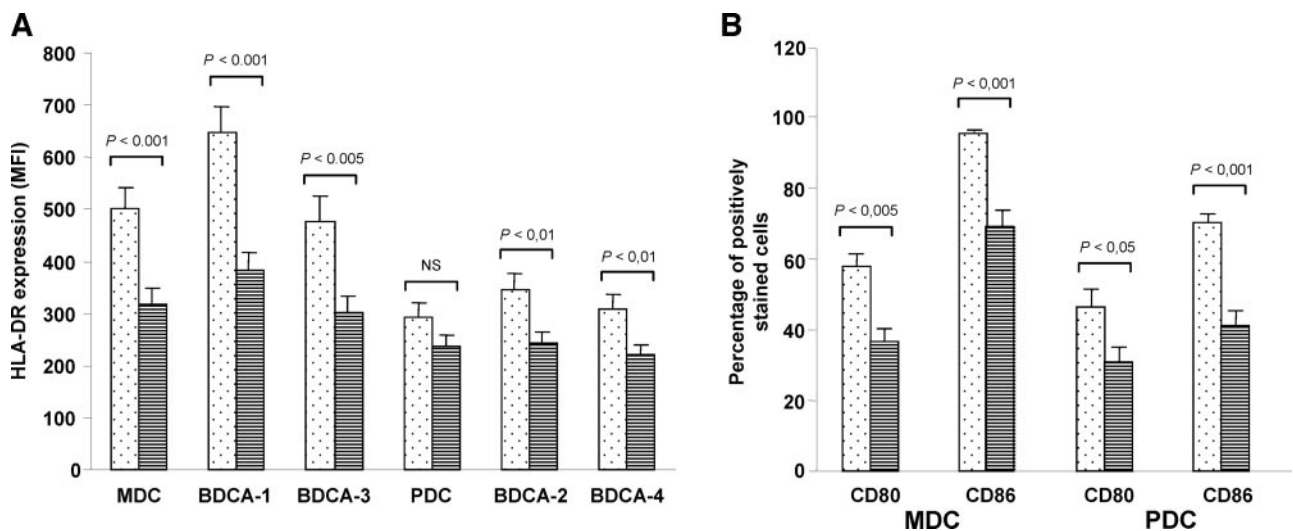 A
HLA-DR expression (MFI)
800
700
600
500
400
300
200
100
0
P < 0.001
P < 0.001
P < 0.005
NS
P < 0,01
P < 0,01
MDC
BDCA-1
BDCA-3
PDC
BDCA-2
BDCA-4
B
Percentage of positively
stained cells
120
100
80
60
40
20
0
P < 0,005
P < 0,001
P < 0,05
P < 0,001
CD80
CD86
CD80
CD86
MDC
PDC